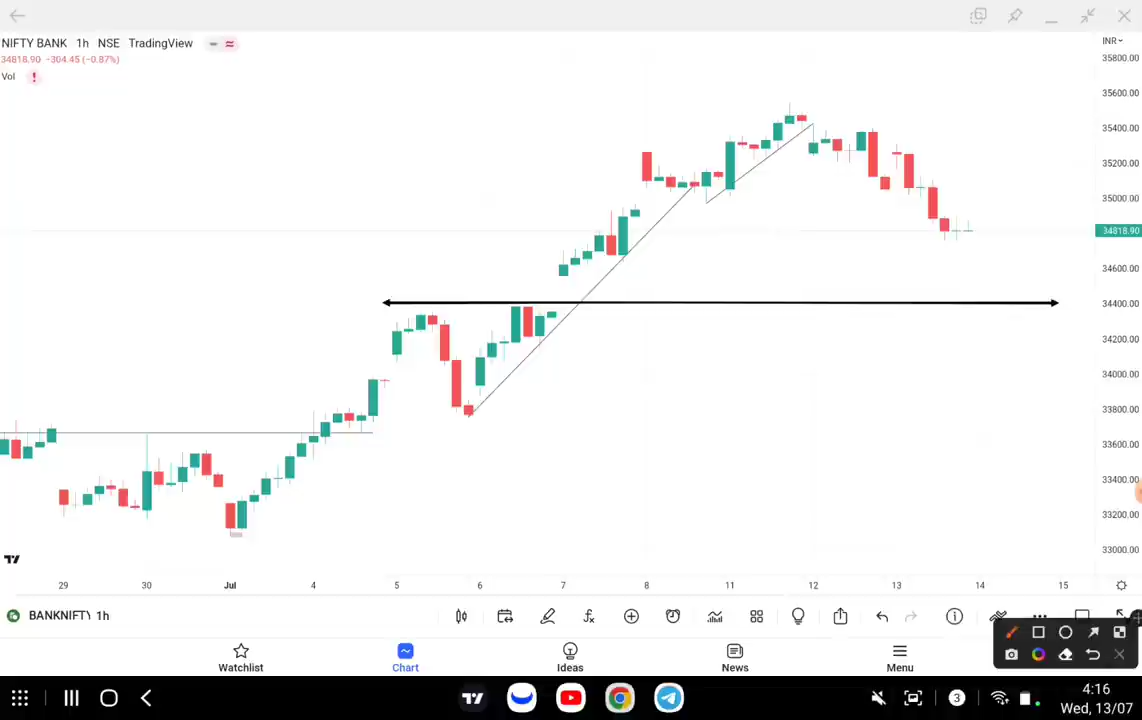 NIFTY BANK 1h NSE TradingView
34818.90 −304.45 (−0.87%)
Vol
INR
35800.00
35600.00
35400.00
35200.00
35000.00
34818.90
34600.00
34400.00
34200.00
34000.00
33800.00
33600.00
33400.00
33200.00
33000.00
29 30 Jul 4 5 6 7 8 11 12 13 14 15
BANKNIFTY 1h
Watchlist Chart Ideas News Menu
3
4:16
Wed, 13/07